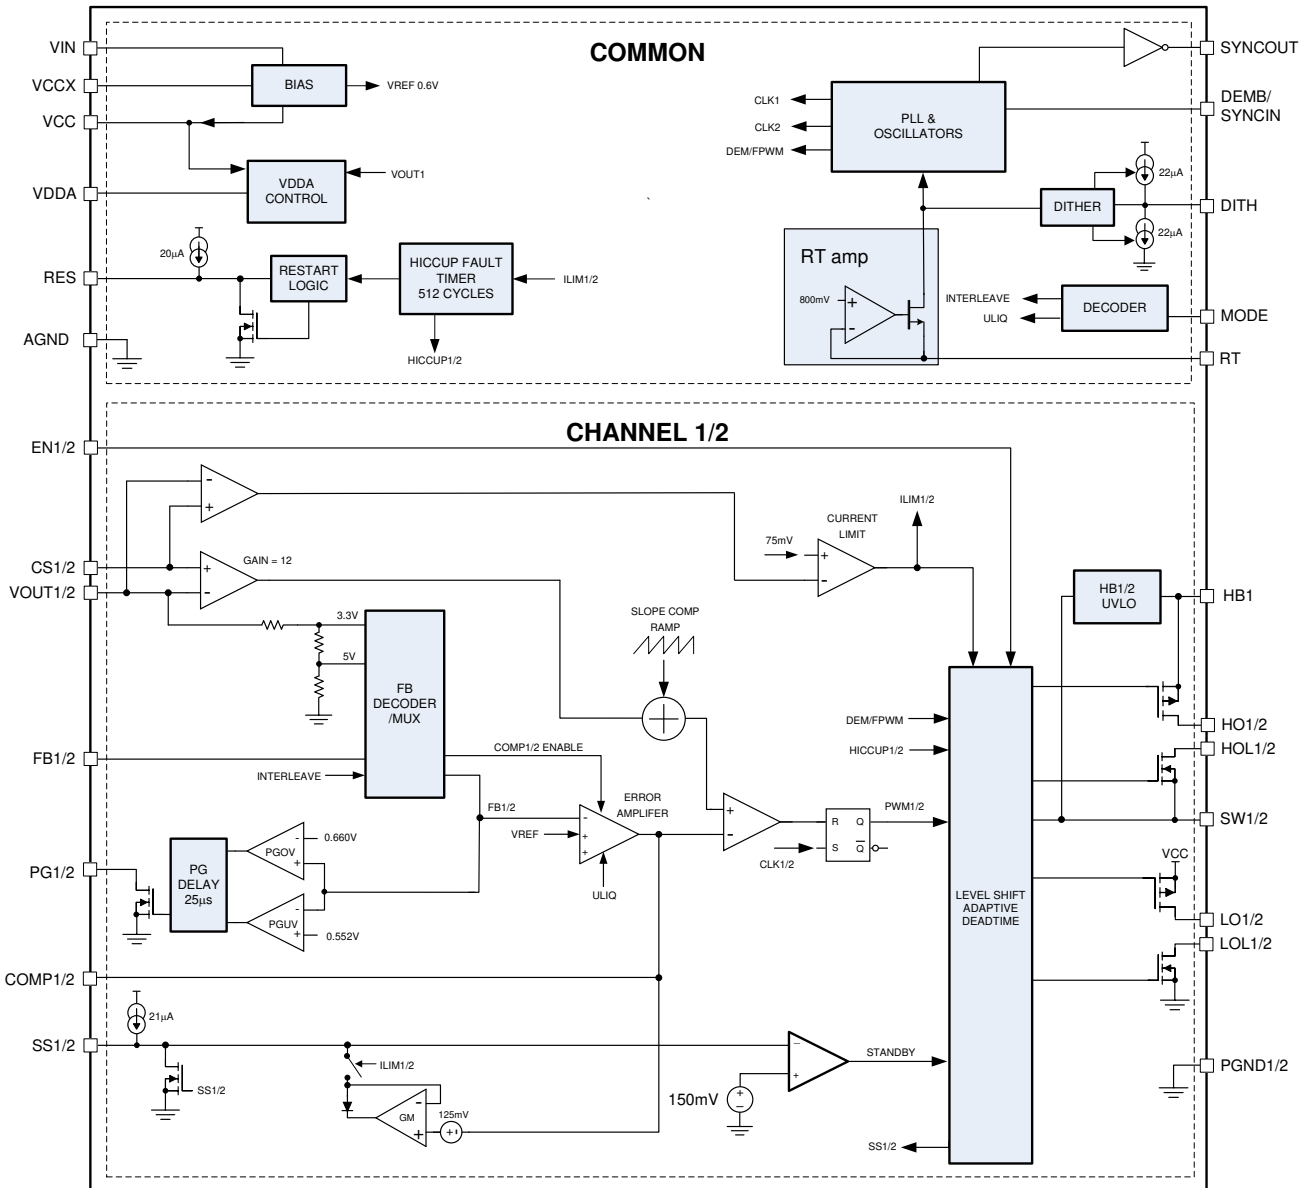 COMMON
VIN
VCCX
VCC
VDDA
RES
AGND
BIAS
VREF 0.6V
VDDA
CONTROL
VOUT1
20µA
RESTART
LOGIC
HICCUP FAULT
TIMER
512 CYCLES
ILIM1/2
HICCUP1/2
CLK1
CLK2
DEM/FPWM
PLL &
OSCILLATORS
SYNCOUT
DEMB/
SYNCIN
DITHER
22µA
22µA
DITH
RT amp
800mV
+
-
INTERLEAVE
ULIQ
DECODER
MODE
RT
CHANNEL 1/2
EN1/2
-
+
CS1/2
VOUT1/2
+
-
GAIN = 12
75mV
+
-
CURRENT
LIMIT
ILIM1/2
3.3V
5V
FB
DECODER
/MUX
SLOPE COMP
RAMP
HB1/2
UVLO
HB1
HO1/2
HOL1/2
SW1/2
FB1/2
INTERLEAVE
COMP1/2 ENABLE
FB1/2
VREF
-
+
+
ERROR
AMPLIFER
ULIQ
+
-
CLK1/2
R
S
Q
Q
PWM1/2
DEM/FPWM
HICCUP1/2
LEVEL SHIFT
ADAPTIVE
DEADTIME
PG1/2
PG
DELAY
25µs
PGOV
-
+
0.660V
PGUV
-
+
0.552V
VCC
LO1/2
LOL1/2
COMP1/2
21µA
SS1/2
SS1/2
ILIM1/2
GM
-
+
125mV
+
-
150mV
+
-
-
+
STANDBY
SS1/2
PGND1/2